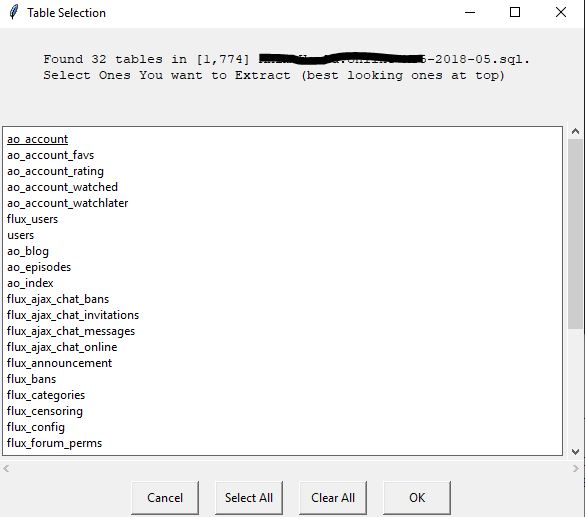 Table Selection
Found 32 tables in [1,774] -2018-05.sql.
Select Ones You want to Extract (best looking ones at top)
ao_account
ao_account_favs
ao_account_rating
ao_account_watched
ao_account_watchlater
flux_users
users
ao_blog
ao_episodes
ao_index
flux_ajax_chat_bans
flux_ajax_chat_invitations
flux_ajax_chat_messages
flux_ajax_chat_online
flux_announcement
flux_bans
flux_categories
flux_censoring
flux_config
flux_forum_perms
Cancel
Select All
Clear All
OK